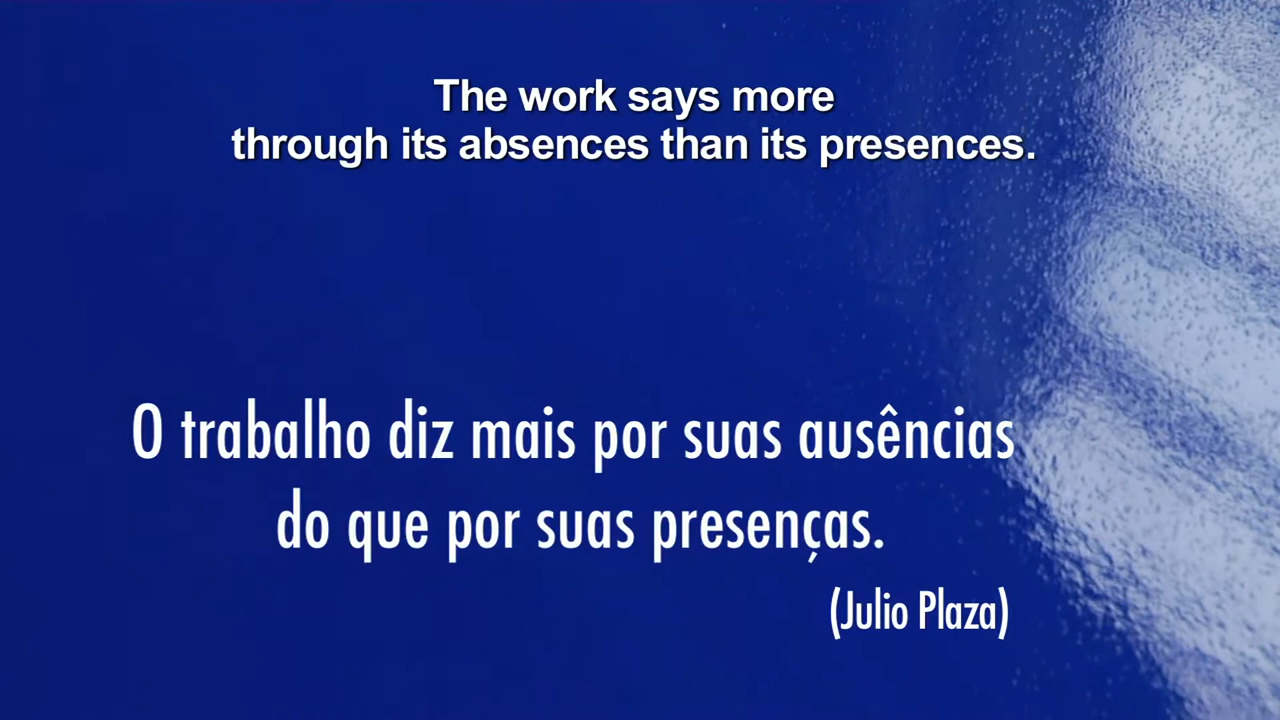 The work says more
through its absences than its presences.
O trabalho diz mais por suas ausências
do que por suas presenças.
(Julio Plaza)